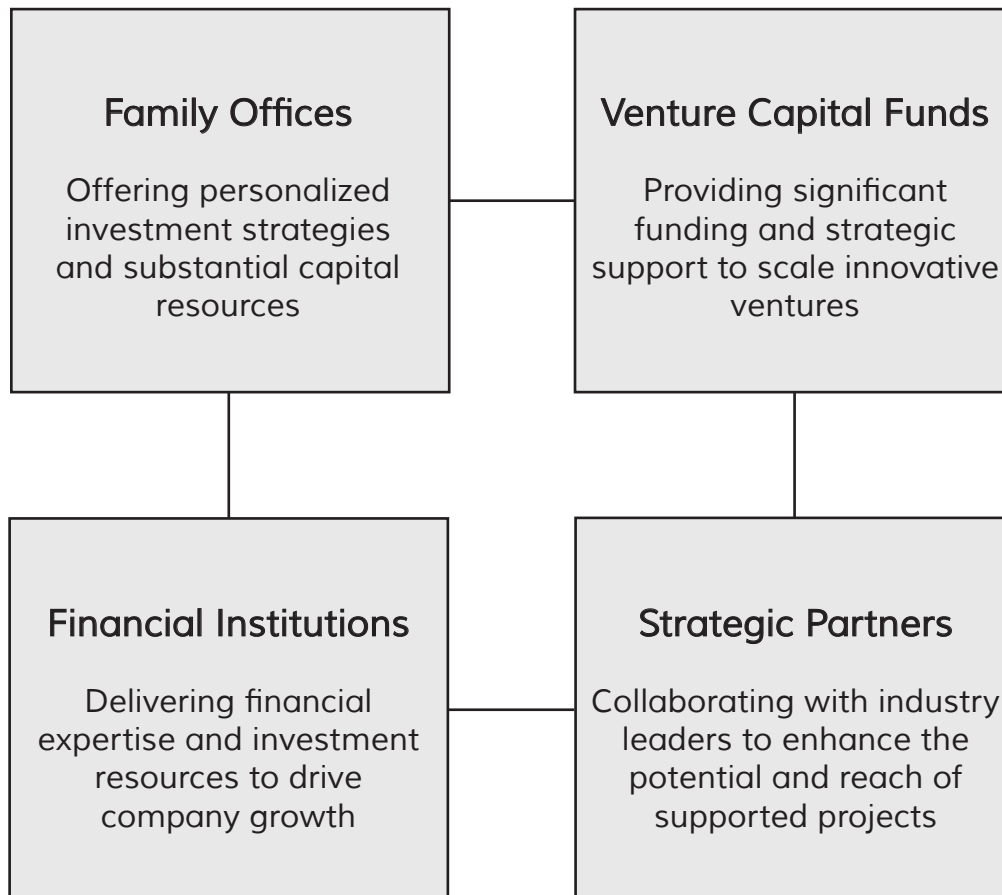 Family Offices
Offering personalized
investment strategies
and substantial capital
resources
Venture Capital Funds
Providing significant
funding and strategic
support to scale innovative
ventures
Financial Institutions
Delivering financial
expertise and investment
resources to drive
company growth
Strategic Partners
Collaborating with industry
leaders to enhance the
potential and reach of
supported projects